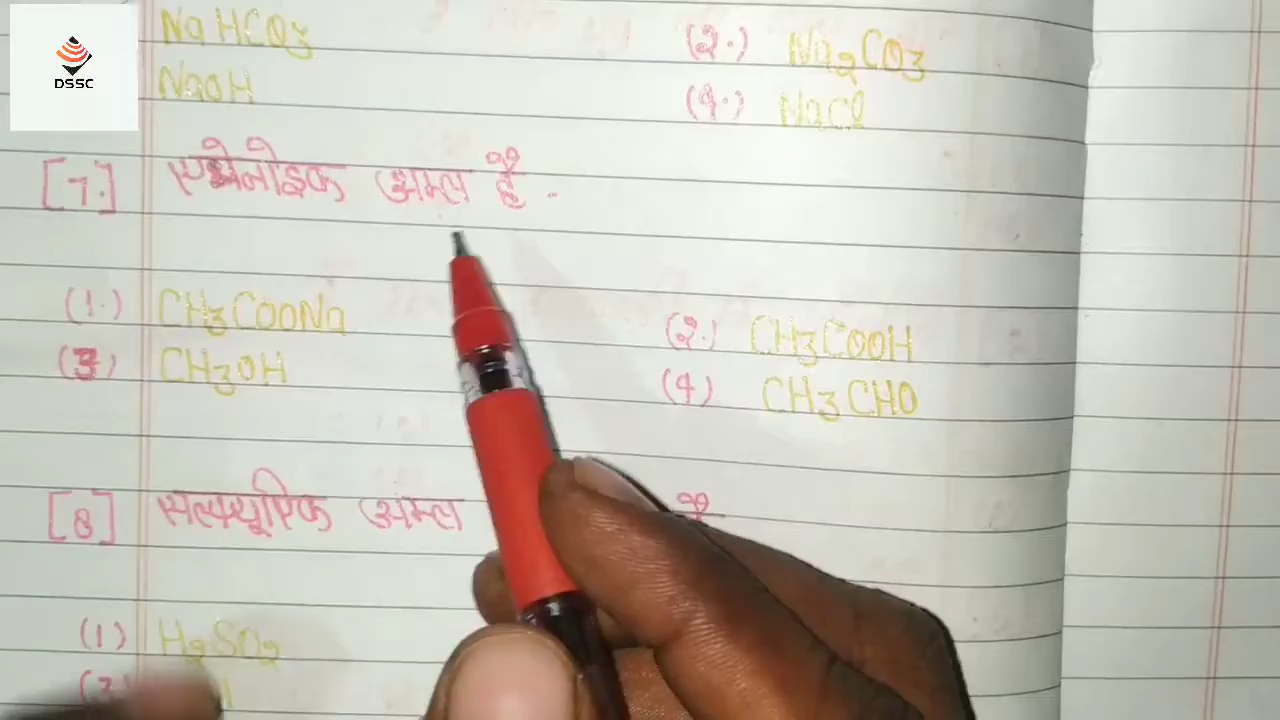 DSSC
NaHCO3 (2.) Na2CO3
NaOH (4.) NaCl
[7.] एथेनोइक अम्ल है -
(1.) CH3COONa (2.) CH3COOH
(3) CH3OH (4) CH3CHO
[8] सल्फ्यूरिक अम्ल है
(1) H2SO2
(3)